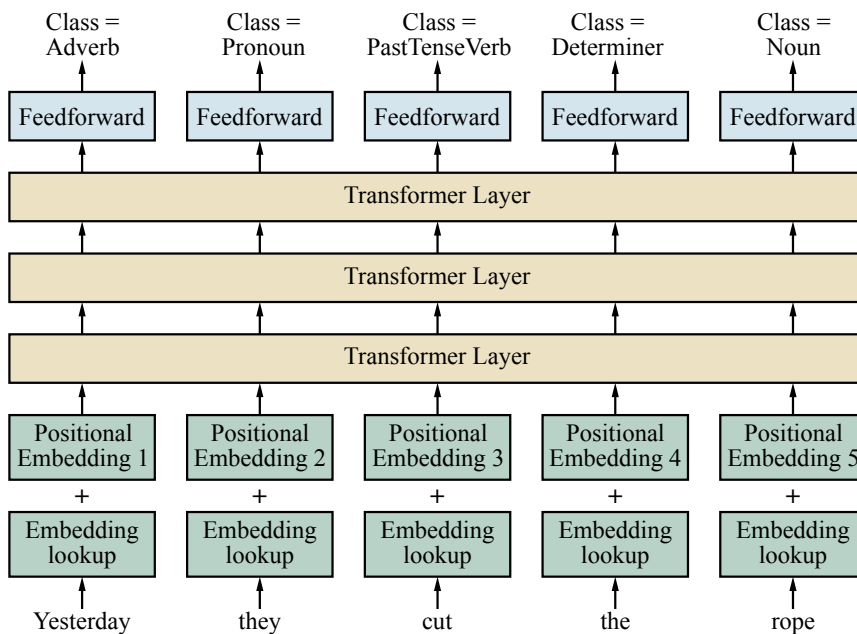 Class = Class = Class = Class = Class =
Adverb Pronoun PastTenseVerb Determiner Noun
Feedforward Feedforward Feedforward Feedforward Feedforward
Transformer Layer
Transformer Layer
Transformer Layer
Positional Positional Positional Positional Positional
Embedding 1 Embedding 2 Embedding 3 Embedding 4 Embedding 5
+ + + + +
Embedding Embedding Embedding Embedding Embedding
lookup lookup lookup lookup lookup
Yesterday they cut the rope